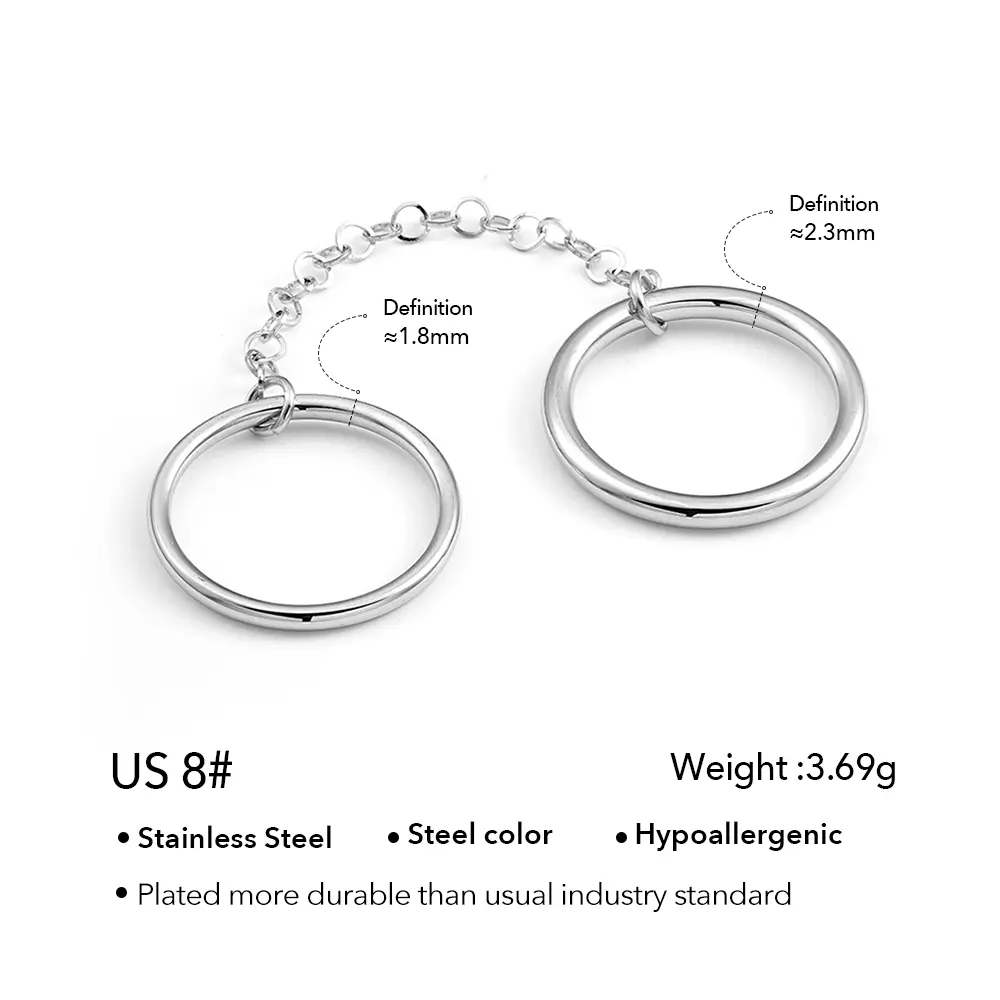 Definition
≈2.3mm
Definition
≈1.8mm
US 8#
Weight :3.69g
• Stainless Steel
• Steel color
• Hypoallergenic
• Plated more durable than usual industry standard